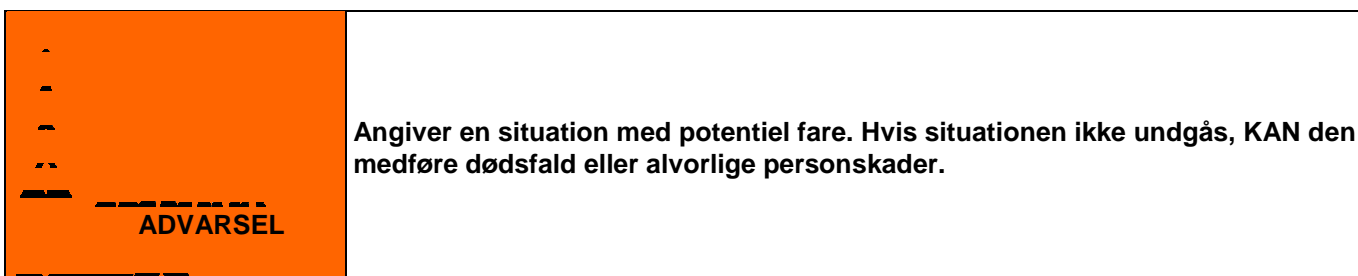 Angiver en situation med potentiel fare. Hvis situationen ikke undgås, KAN den
medføre dødsfald eller alvorlige personskader.
ADVARSEL